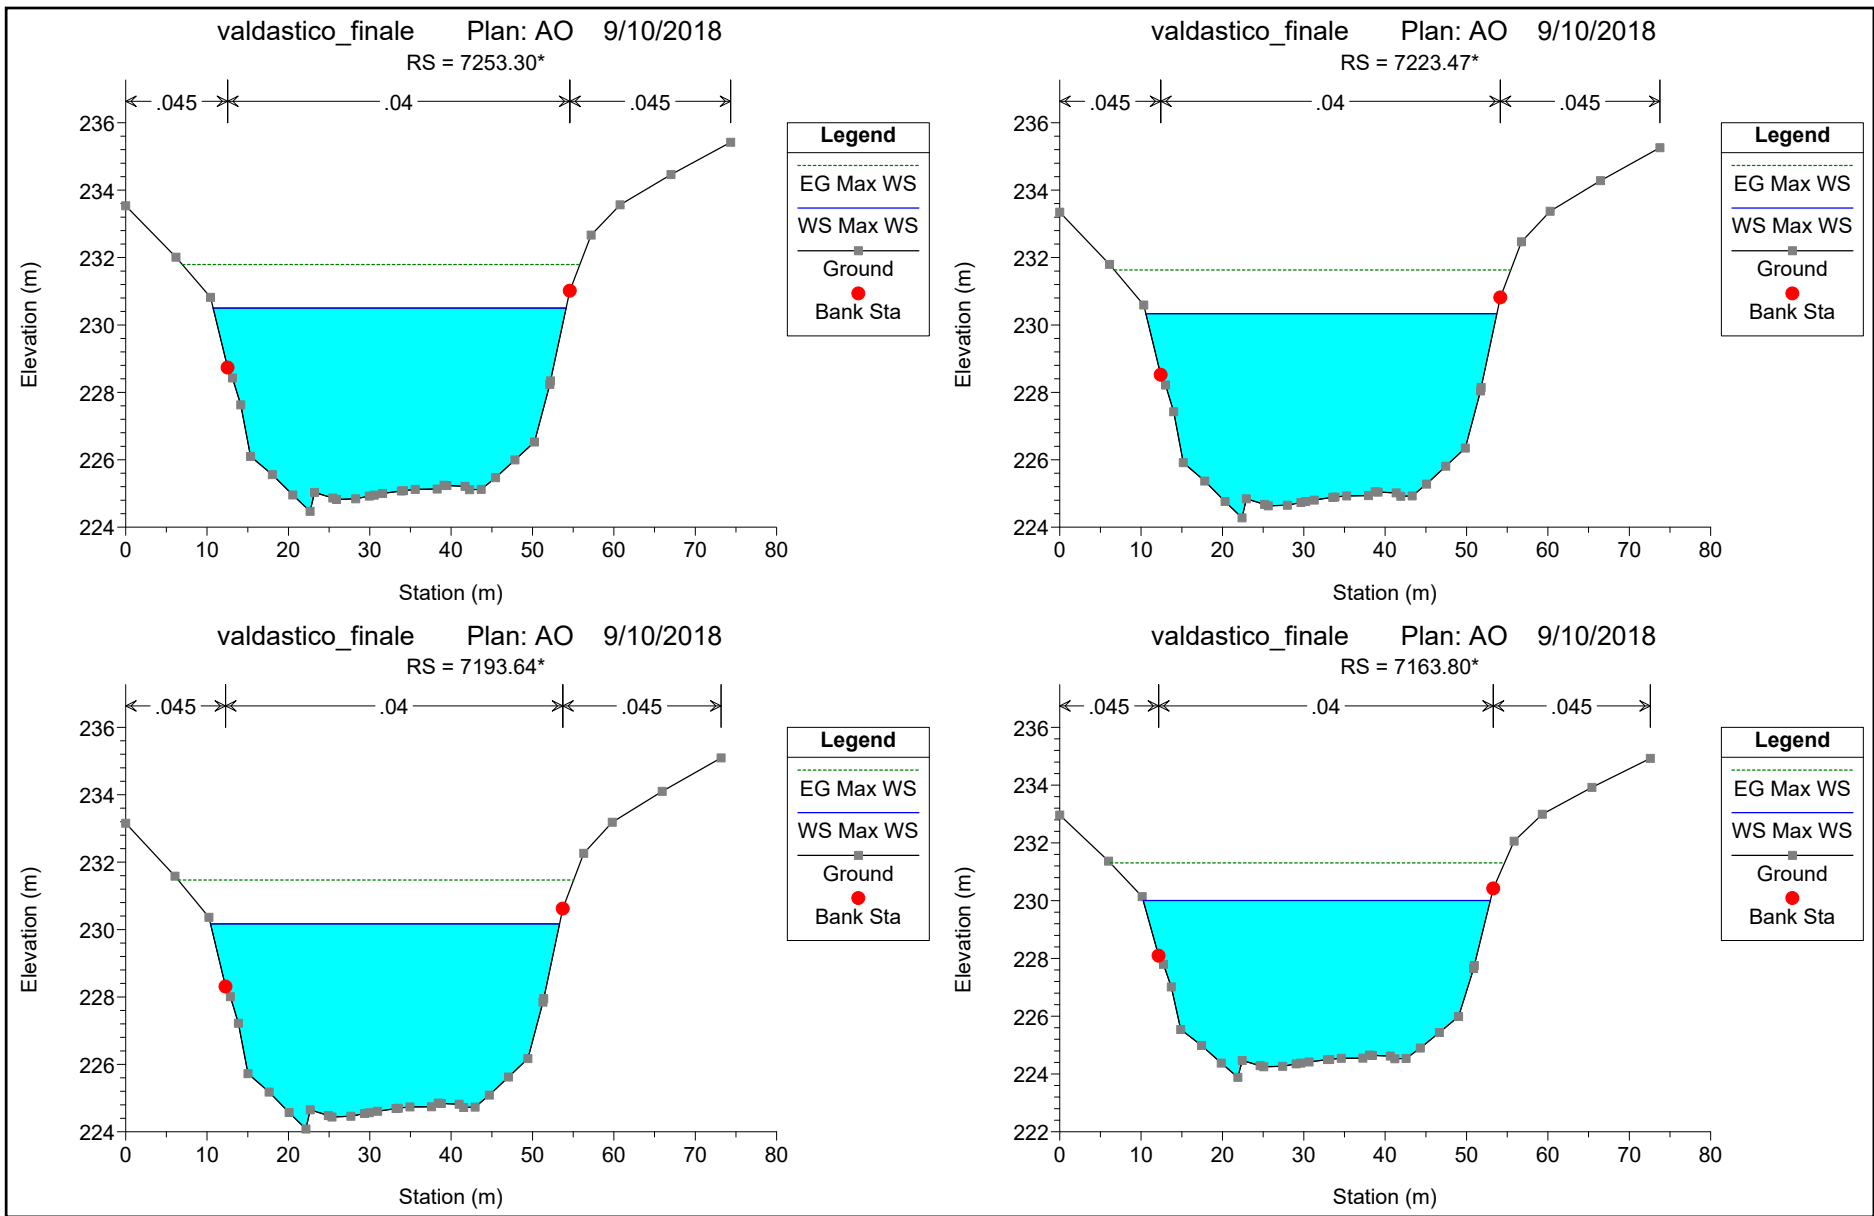 valdastico_finale Plan: AO 9/10/2018
RS = 7253.30*
.045 .04 .045
236
234
232
230
228
226
224
0 10 20 30 40 50 60 70 80
Elevation (m)
Station (m)
Legend
EG Max WS
WS Max WS
Ground
Bank Sta
valdastico_finale Plan: AO 9/10/2018
RS = 7223.47*
.045 .04 .045
236
234
232
230
228
226
224
0 10 20 30 40 50 60 70 80
Elevation (m)
Station (m)
Legend
EG Max WS
WS Max WS
Ground
Bank Sta
valdastico_finale Plan: AO 9/10/2018
RS = 7193.64*
.045 .04 .045
236
234
232
230
228
226
224
0 10 20 30 40 50 60 70 80
Elevation (m)
Station (m)
Legend
EG Max WS
WS Max WS
Ground
Bank Sta
valdastico_finale Plan: AO 9/10/2018
RS = 7163.80*
.045 .04 .045
236
234
232
230
228
226
224
222
0 10 20 30 40 50 60 70 80
Elevation (m)
Station (m)
Legend
EG Max WS
WS Max WS
Ground
Bank Sta